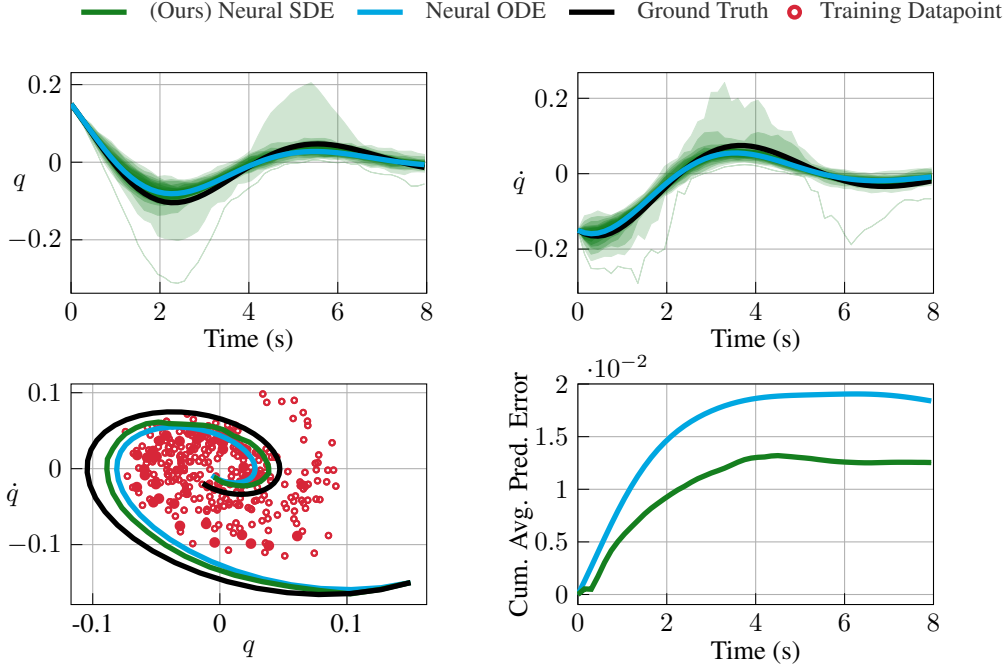 (Ours) Neural SDE Neural ODE Ground Truth Training Datapoint
0.2
0
−0.2
q
0 2 4 6 8
Time (s)
0.2
0
−0.2
q̇
0 2 4 6 8
Time (s)
0.1
0
−0.1
q̇
-0.1 0 0.1
q
·10⁻²
2
1.5
1
0.5
0
Cum. Avg. Pred. Error
0 2 4 6 8
Time (s)